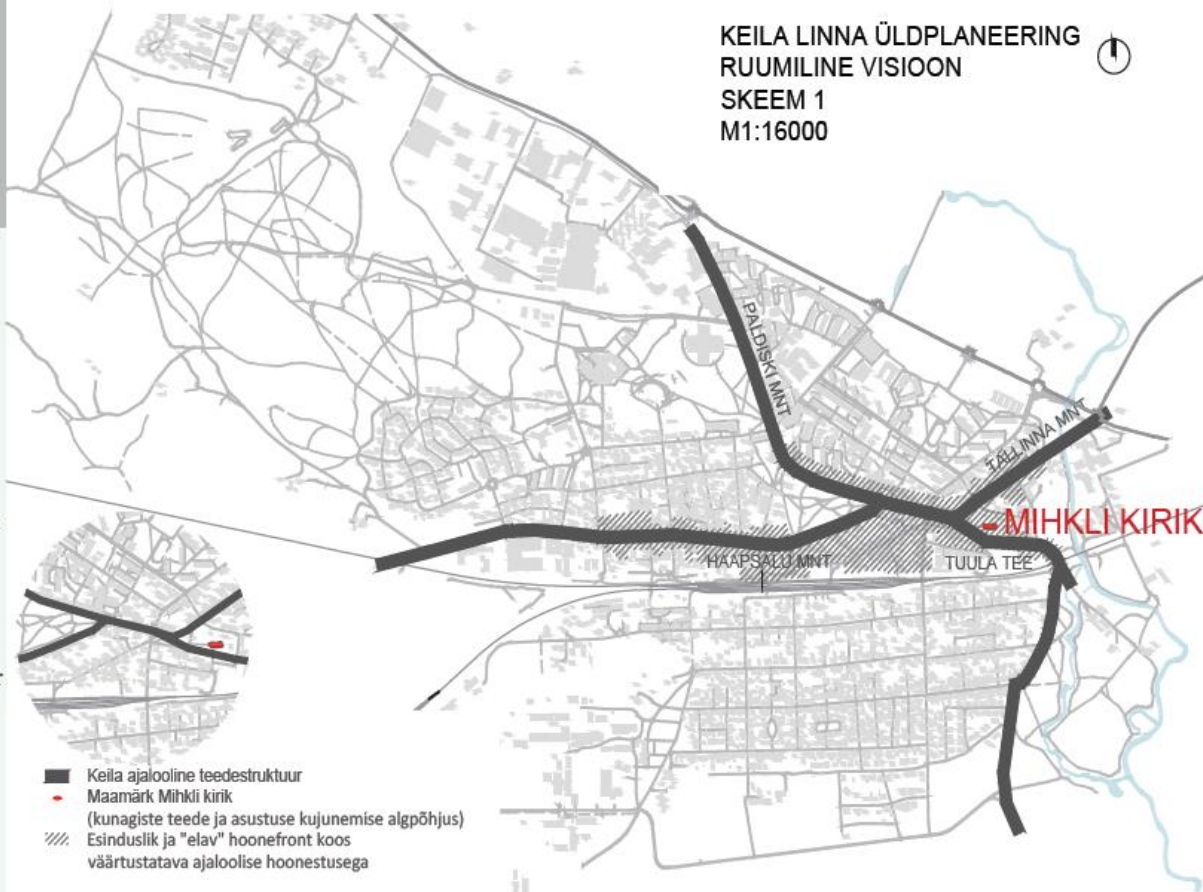 KEILA LINNA ÜLDPLANEERING
RUUMILINE VISIOON
SKEEM 1
M1:16000
PALDISKI MNT
TALLINNA MNT
MIHKLI KIRIK
HAAPSALU MNT
TUULA TEE
Keila ajalooline teedestruktuur
Maamärk Mihkli kirik
(kunagiste teede ja asustuse kujunemise algpõhjus)
Esinduslik ja "elav" hoonefront koos
väärtustatava ajaloolise hoonestusega